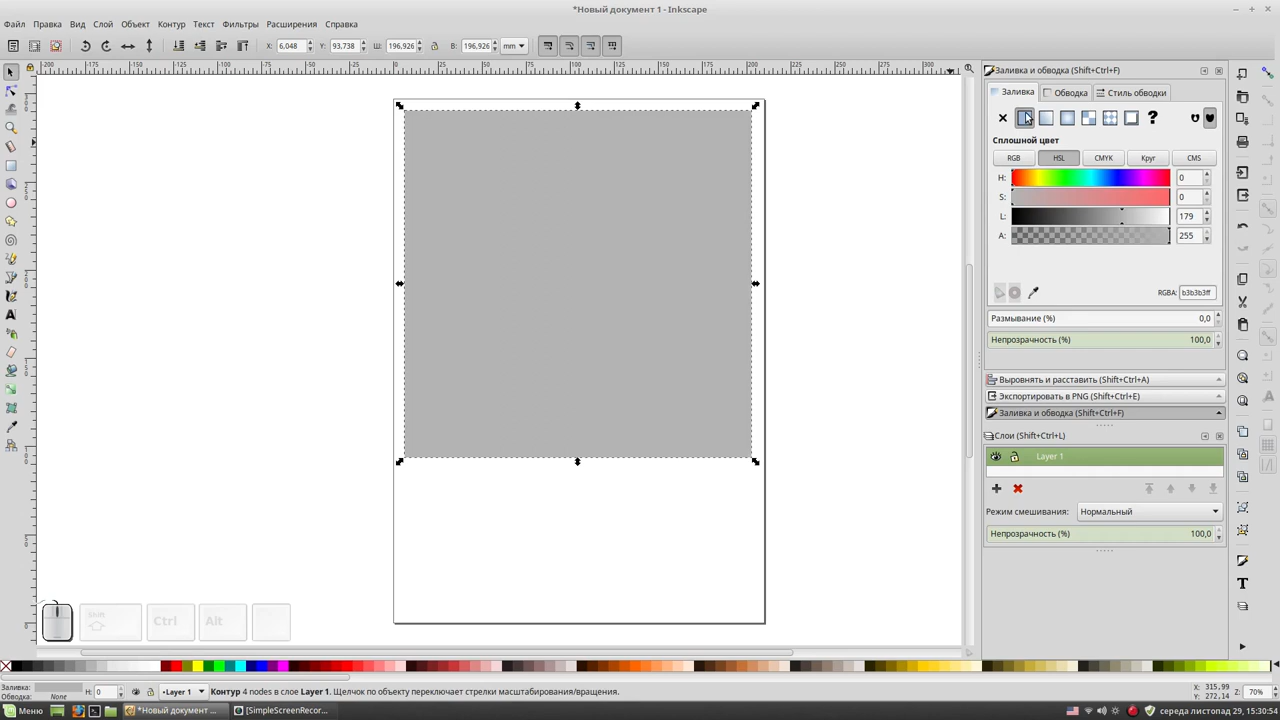 *Новый документ 1 - Inkscape
Файл Правка Вид Слой Объект Контур Текст Фильтры Расширения Справка
X: 6,048 Y: 93,738 Ш: 196,926 В: 196,926 mm
Заливка и обводка (Shift+Ctrl+F)
Заливка Обводка Стиль обводки
?
Сплошной цвет
RGB HSL CMYK Круг CMS
H: 0
S: 0
L: 179
A: 255
RGBA: b3b3b3ff
Размывание (%) 0,0
Непрозрачность (%) 100,0
Выровнять и расставить (Shift+Ctrl+A)
Экспортировать в PNG (Shift+Ctrl+E)
Заливка и обводка (Shift+Ctrl+F)
Слои (Shift+Ctrl+L)
Layer 1
Режим смешивания: Нормальный
Непрозрачность (%) 100,0
Shift Ctrl Alt
Заливка:
Обводка: None
Н: 0
•Layer 1
Контур 4 nodes в слое Layer 1. Щелчок по объекту переключает стрелки масштабирования/вращения.
X: 315,99
Y: 272,14
Z: 70%
Меню *Новый документ ... [SimpleScreenRecor... середа листопад 29, 15:30:54